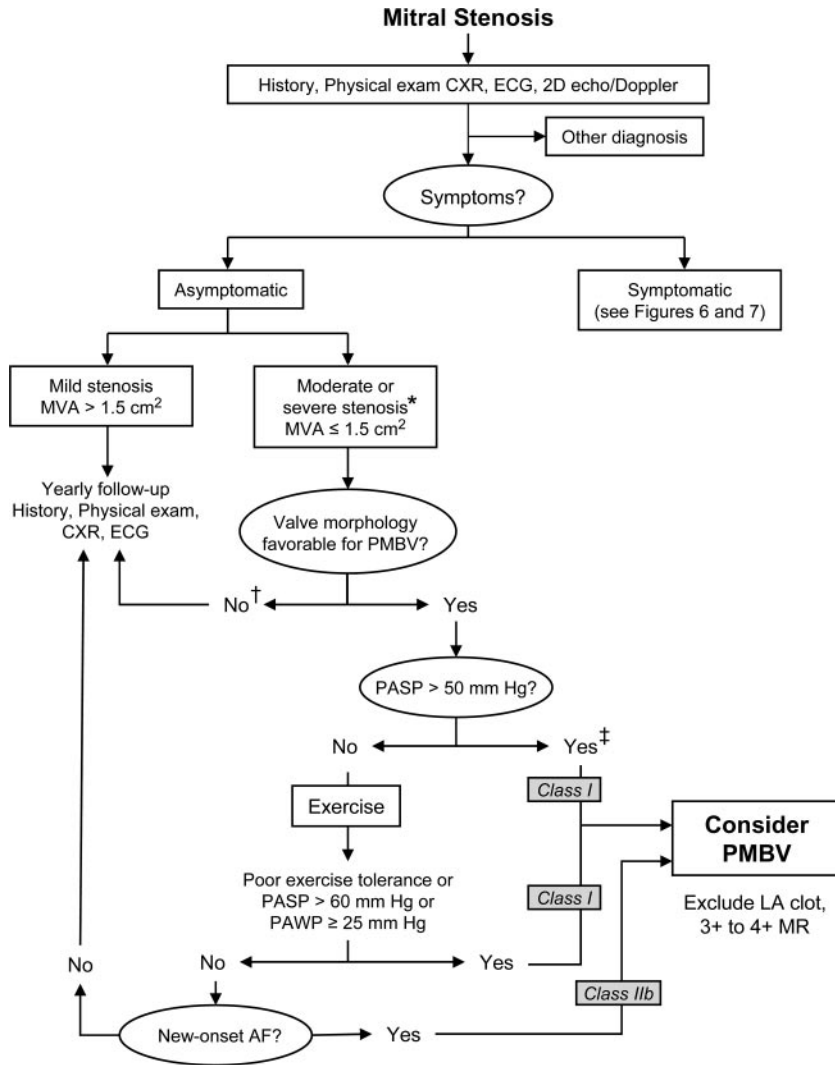 Mitral Stenosis
History, Physical exam CXR, ECG, 2D echo/Doppler
Other diagnosis
Symptoms?
Asymptomatic
Symptomatic
(see Figures 6 and 7)
Mild stenosis
MVA > 1.5 cm²
Moderate or
severe stenosis*
MVA ≤ 1.5 cm²
Yearly follow-up
History, Physical exam,
CXR, ECG
Valve morphology
favorable for PMBV?
No†
Yes
PASP > 50 mm Hg?
No
Yes‡
Class I
Exercise
Consider
PMBV
Poor exercise tolerance or
PASP > 60 mm Hg or
PAWP ≥ 25 mm Hg
Class I
Exclude LA clot,
3+ to 4+ MR
No
No
Yes
Class IIb
New-onset AF?
Yes